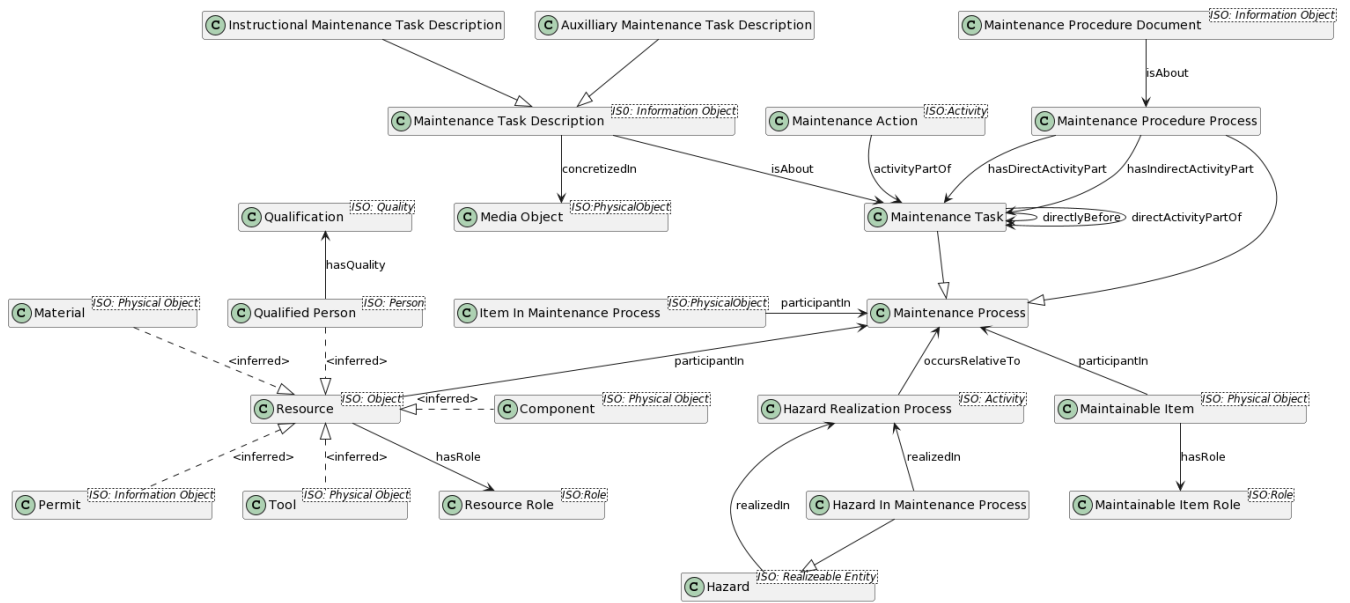 C Instructional Maintenance Task Description
C Auxilliary Maintenance Task Description
C Maintenance Procedure Document
ISO: Information Object
isAbout
C Maintenance Task Description
IS0: Information Object
C Maintenance Action
ISO:Activity
C Maintenance Procedure Process
concretizedIn
isAbout
activityPartOf
hasDirectActivityPart
hasIndirectActivityPart
C Qualification
ISO: Quality
C Media Object
ISO:PhysicalObject
C Maintenance Task
directlyBefore
directActivityPartOf
hasQuality
C Material
ISO: Physical Object
C Qualified Person
ISO: Person
C Item In Maintenance Process
ISO:PhysicalObject
participantIn
C Maintenance Process
<inferred>
<inferred>
participantIn
occursRelativeTo
participantIn
C Resource
ISO: Object
<inferred>
C Component
ISO: Physical Object
C Hazard Realization Process
ISO: Activity
C Maintainable Item
ISO: Physical Object
<inferred>
<inferred>
hasRole
realizedIn
hasRole
C Permit
ISO: Information Object
C Tool
ISO: Physical Object
C Resource Role
ISO:Role
realizedIn
C Hazard In Maintenance Process
C Maintainable Item Role
ISO:Role
C Hazard
ISO: Realizeable Entity